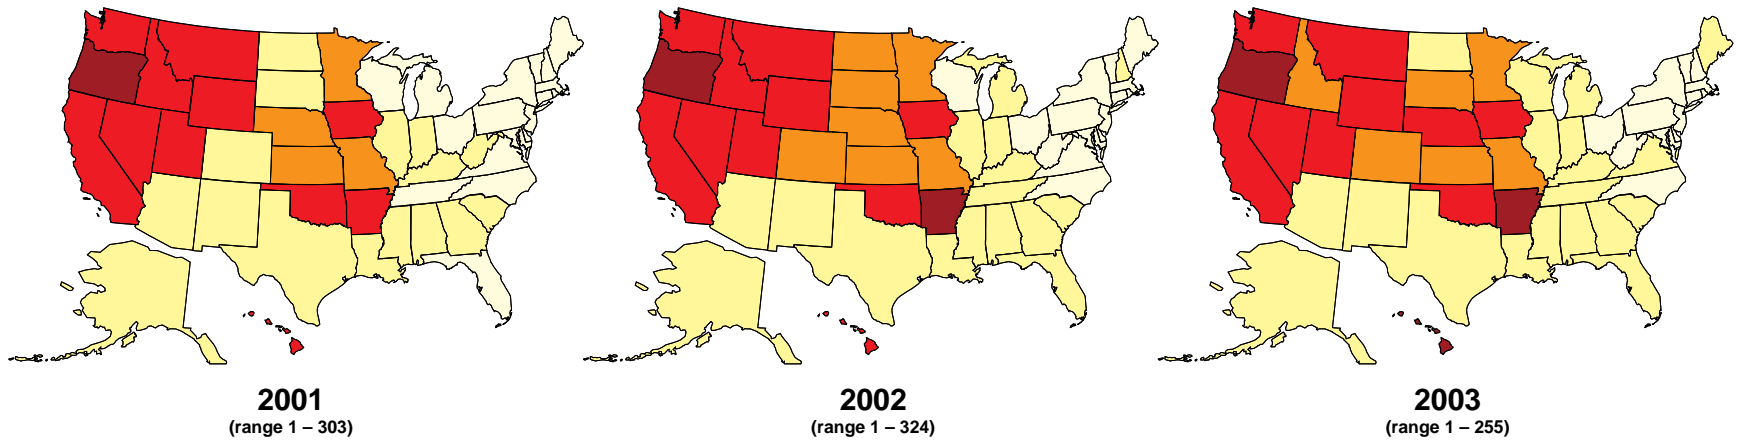 2001
(range 1 – 303)
2002
(range 1 – 324)
2003
(range 1 – 255)